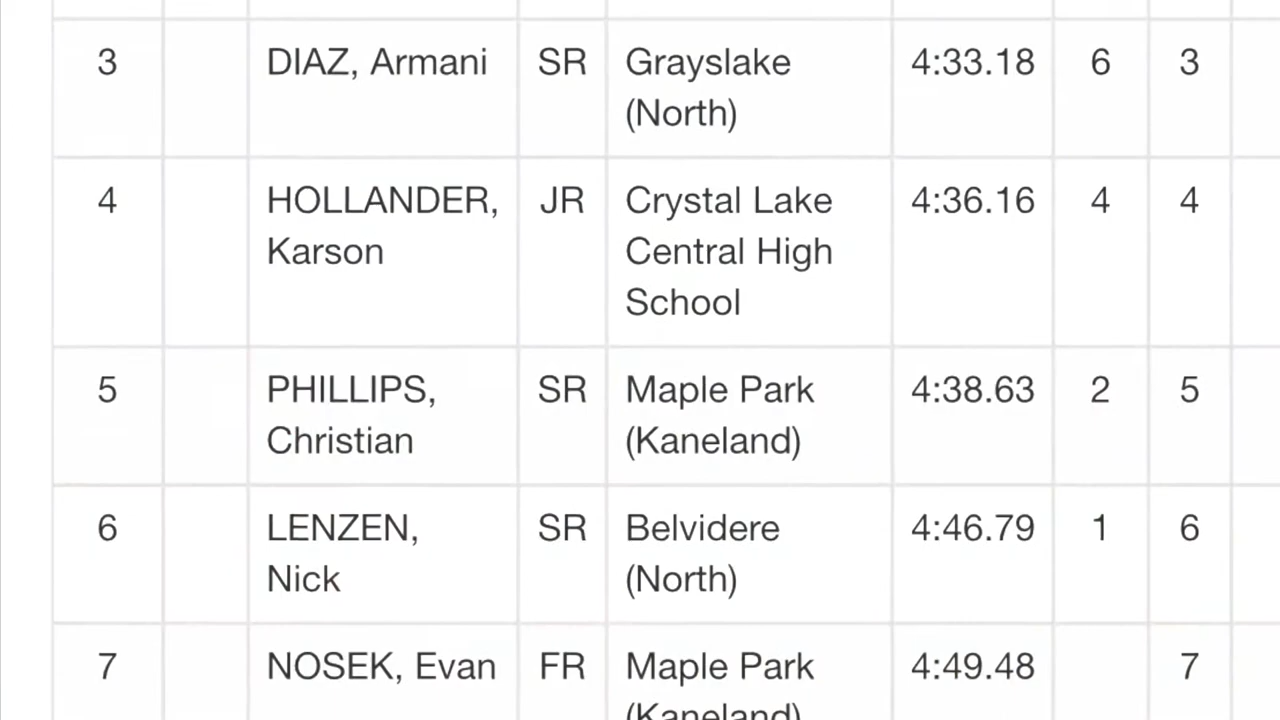 3 DIAZ, Armani SR Grayslake (North) 4:33.18 6 3
4 HOLLANDER, Karson JR Crystal Lake Central High School 4:36.16 4 4
5 PHILLIPS, Christian SR Maple Park (Kaneland) 4:38.63 2 5
6 LENZEN, Nick SR Belvidere (North) 4:46.79 1 6
7 NOSEK, Evan FR Maple Park (Kaneland) 4:49.48 7